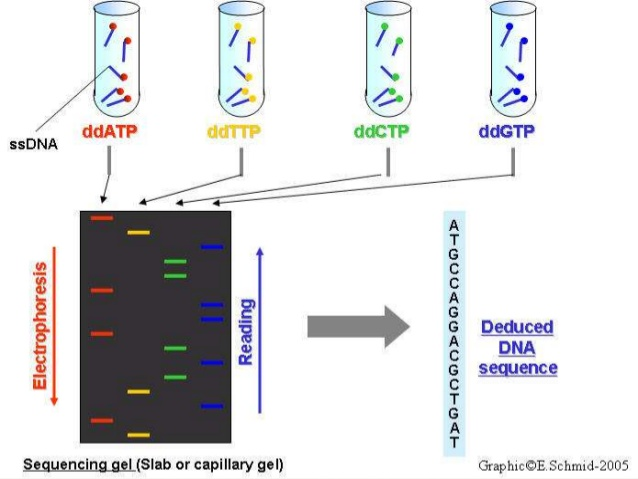 ddATP
ddTTP
ddCTP
ddGTP
ssDNA
Electrophoresis
Reading
A
T
G
C
C
A
G
G
A
C
G
C
T
G
A
T
Deduced
DNA
sequence
Sequencing gel (Slab or capillary gel)
Graphic©E.Schmid-2005